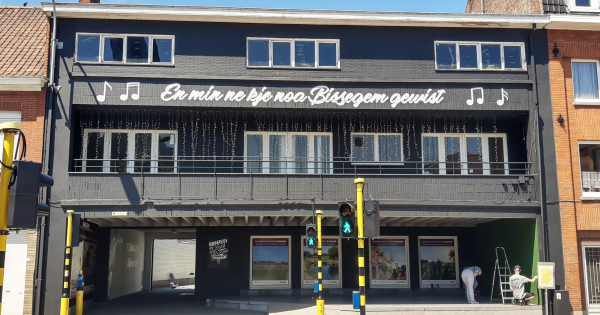 En min ne kje noa Bissegem gewist